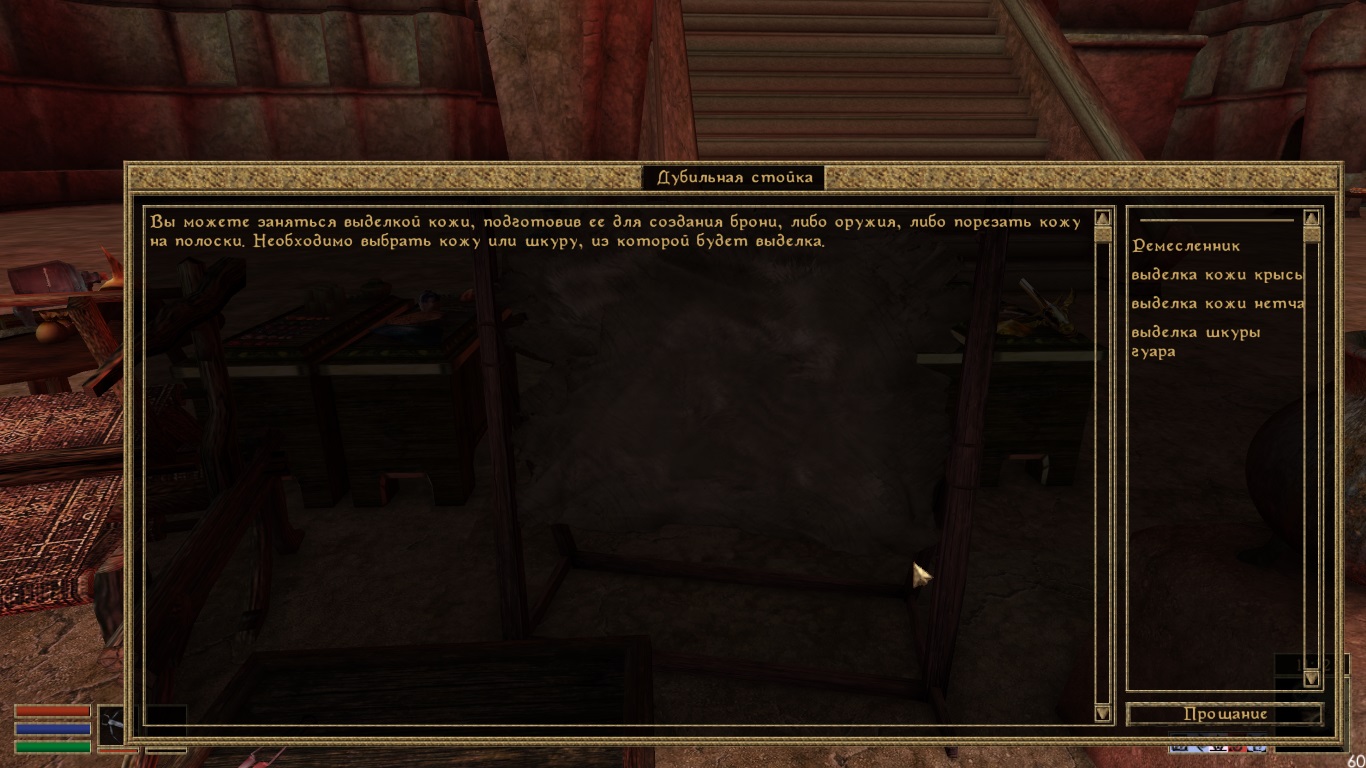 Дубильная стойка
Вы можете заняться выделкой кожи, подготовив ее для создания брони, либо оружия, либо порезать кожу
на полоски. Необходимо выбрать кожу или шкуру, из которой будет выделка.
Ремесленник
выделка кожи крысы
выделка кожи нетча
выделка шкуры
гуара
Прощание
60